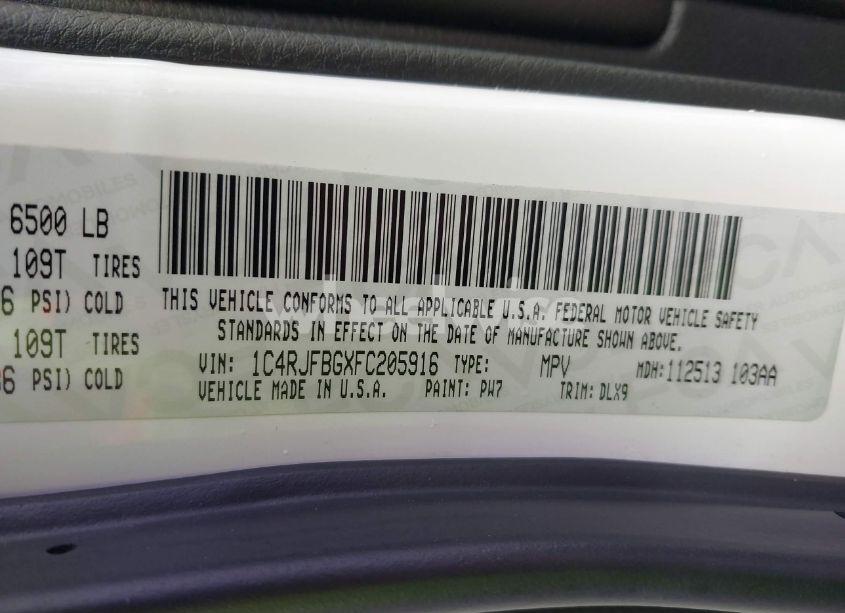 6500 LB
109T TIRES
6 PSI) COLD
109T TIRES
6 PSI) COLD
THIS VEHICLE CONFORMS TO ALL APPLICABLE U.S.A. FEDERAL MOTOR VEHICLE SAFETY
STANDARDS IN EFFECT ON THE DATE OF MANUFACTURE SHOWN ABOVE.
VIN: 1C4RJFBGXFC205916 TYPE: MPV MDH: 112513 103AA
VEHICLE MADE IN U.S.A. PAINT: PW7 TRIM: DLX9